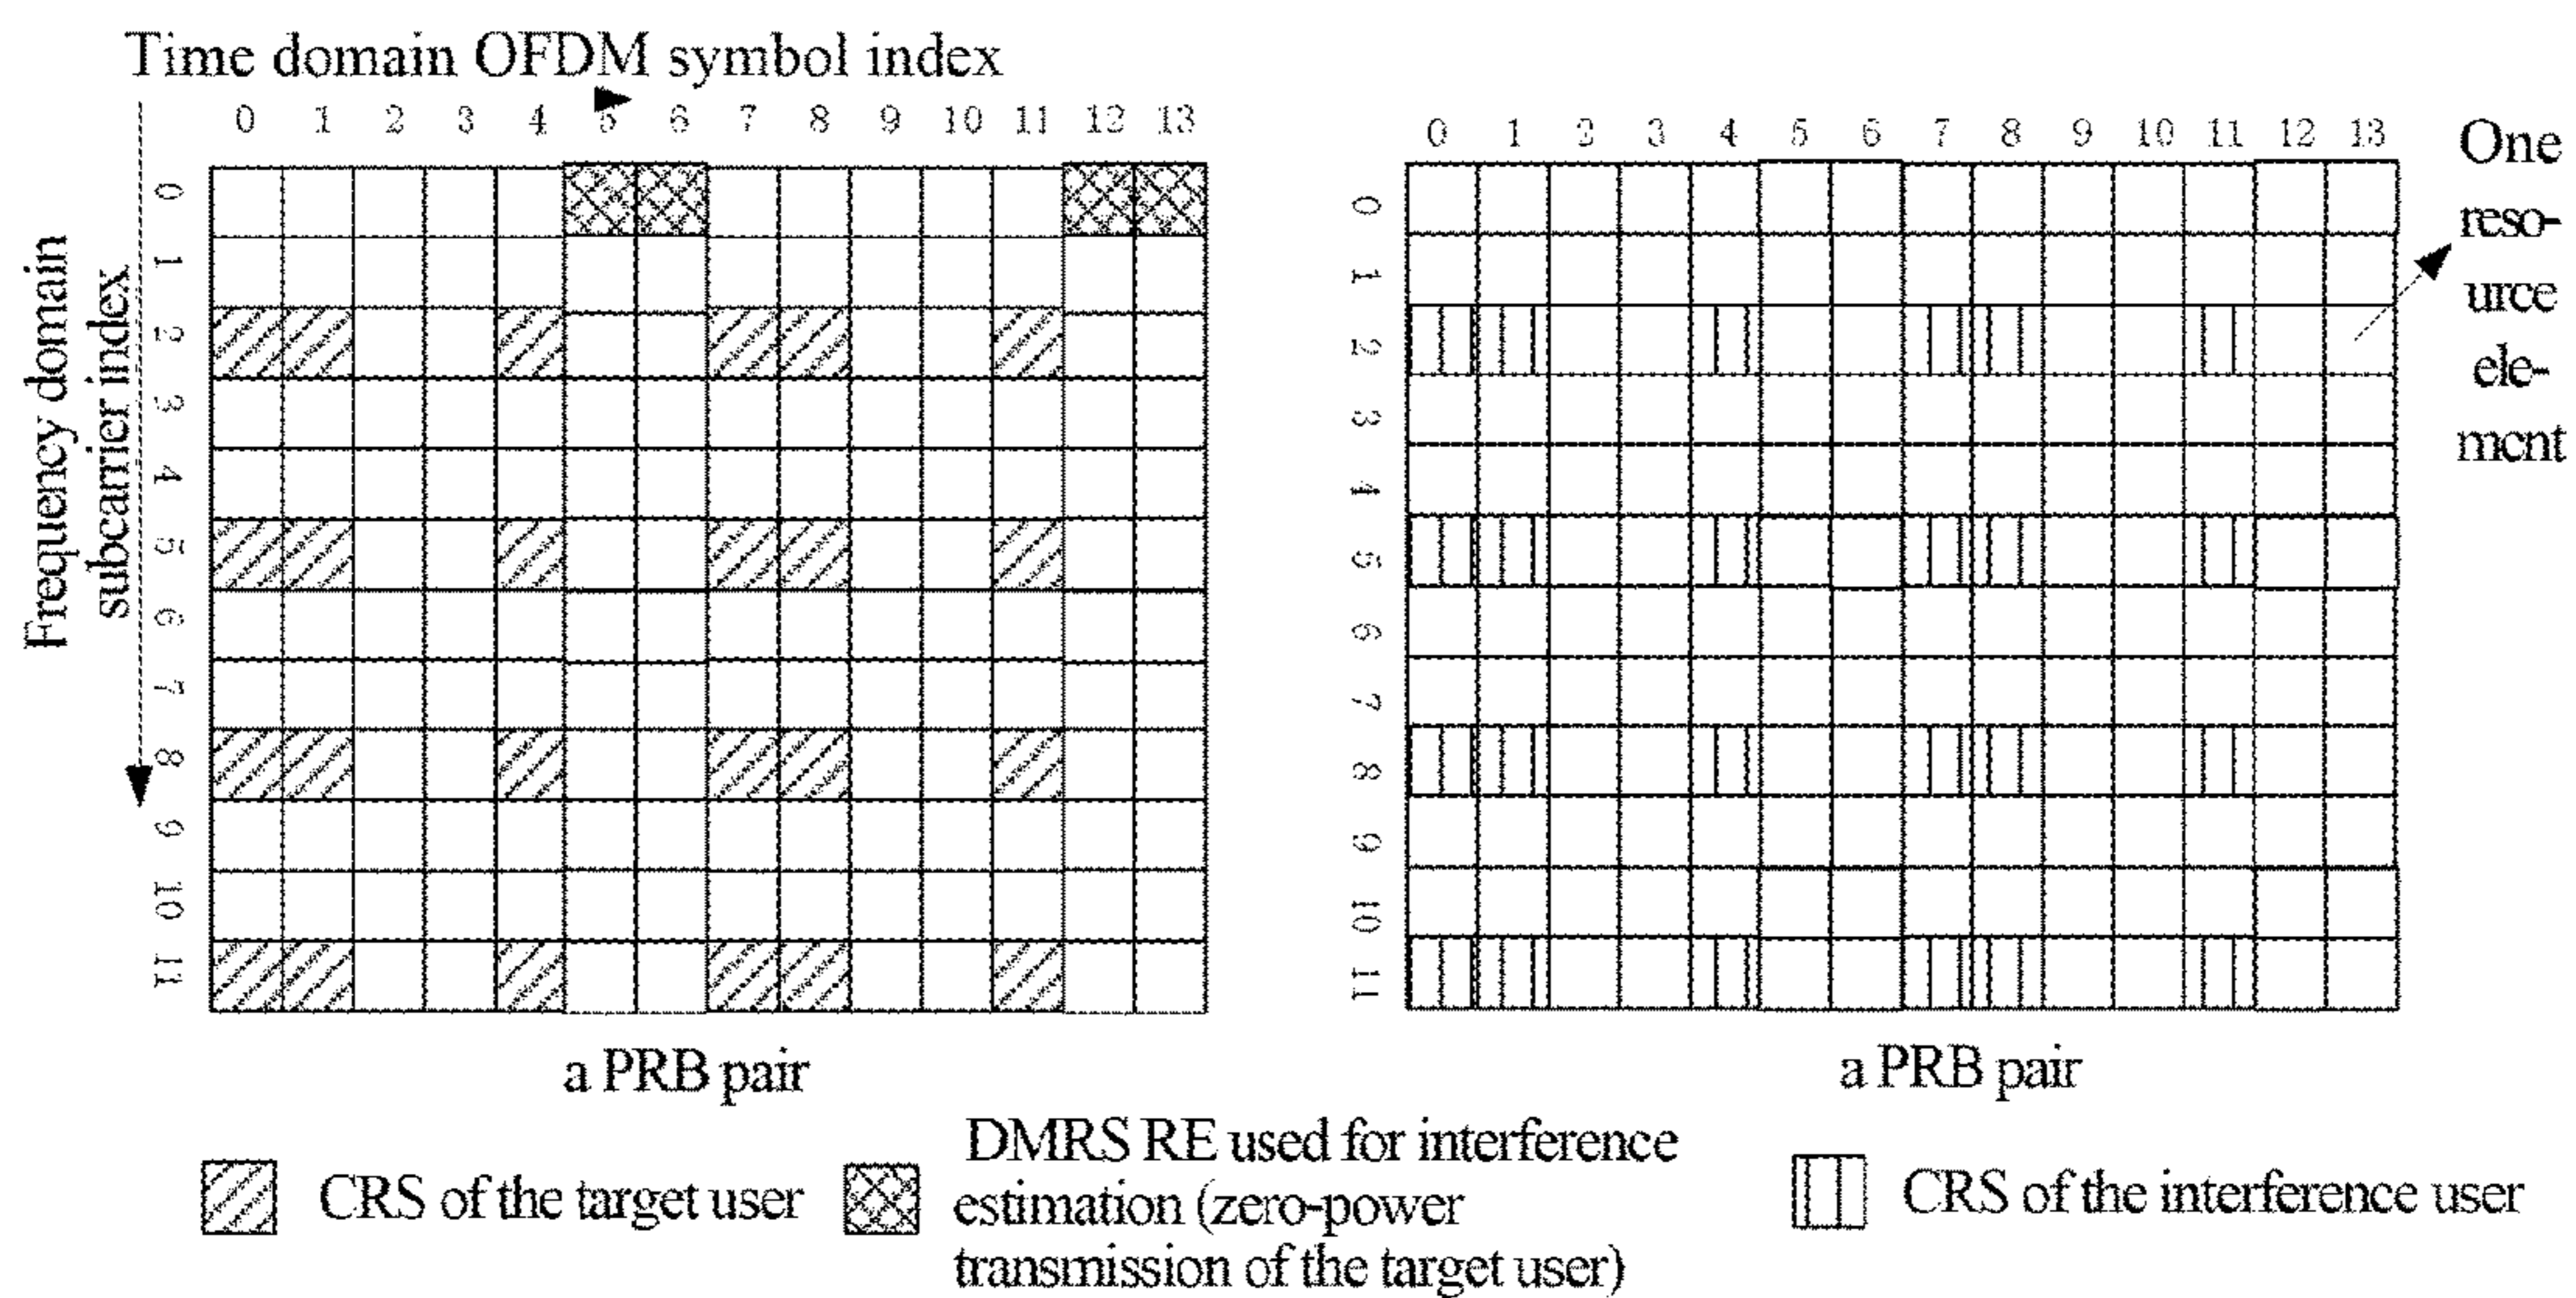 Time domain OFDM symbol index
0 1 2 3 4 5 6 7 8 9 10 11 12 13
Frequency domain
subcarrier index
0
1
2
3
4
5
6
7
8
9
10
11
a PRB pair
0 1 2 3 4 5 6 7 8 9 10 11 12 13
0
1
2
3
4
5
6
7
8
9
10
11
One
reso-
urce
ele-
ment
a PRB pair
CRS of the target user
DMRS RE used for interference
estimation (zero-power
transmission of the target user)
CRS of the interference user